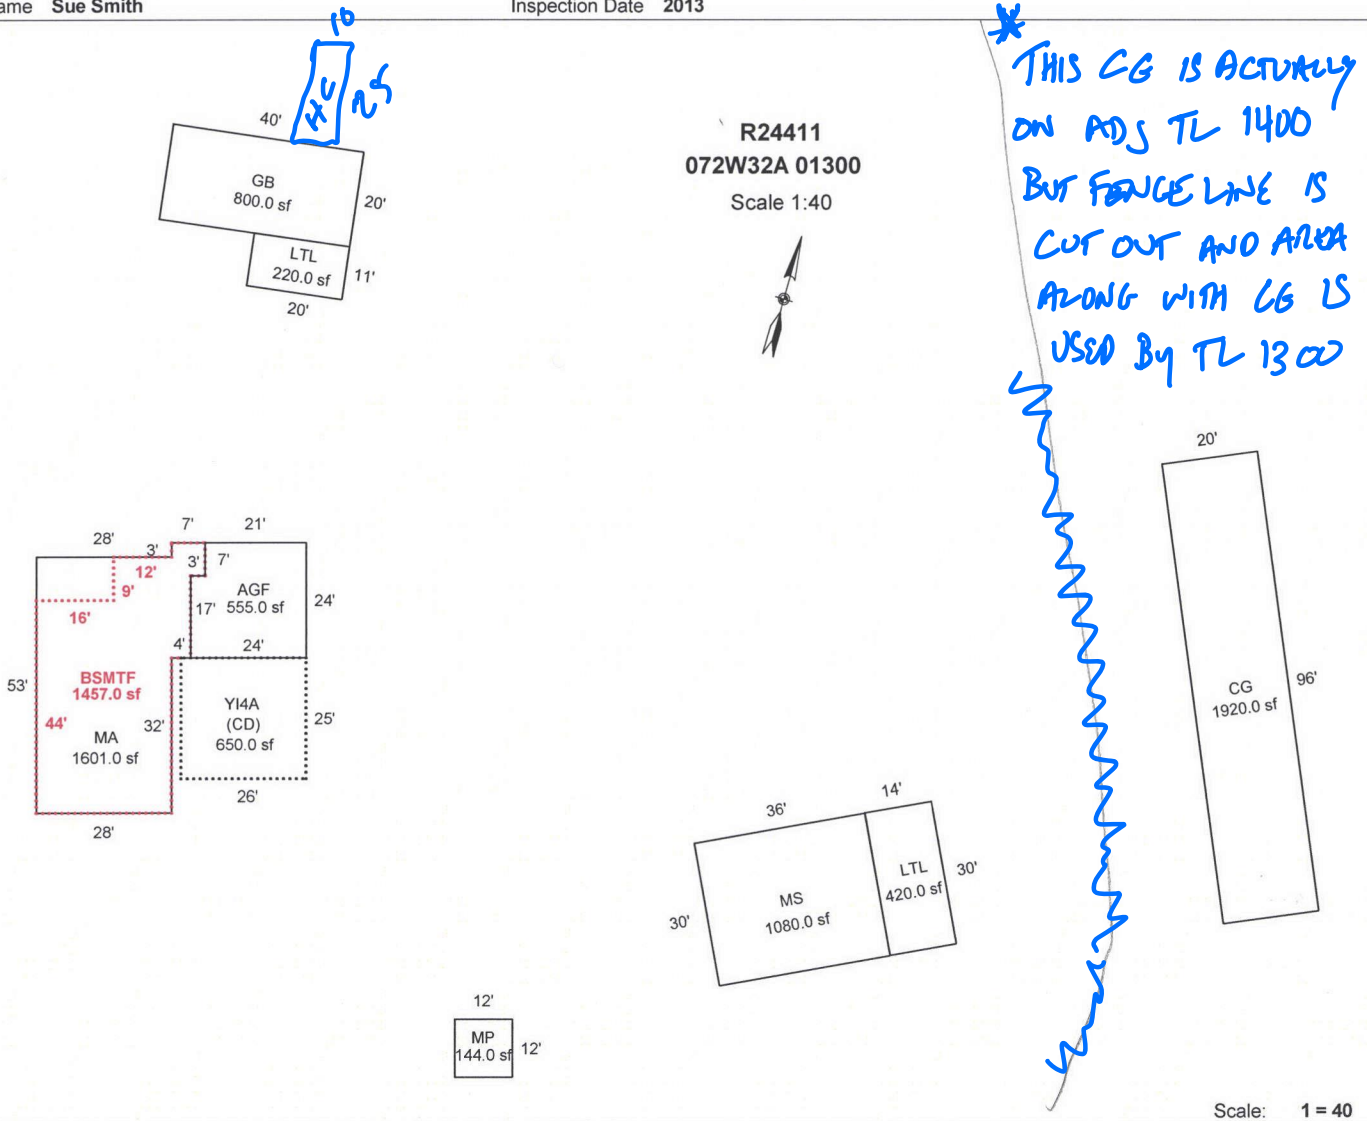 ame Sue Smith Inspection Date 2013
10
HC
25
40'
GB
800.0 sf
20'
LTL
220.0 sf
11'
20'
R24411
072W32A 01300
Scale 1:40
*
THIS CG IS ACTUALLY
ON ADJ TL 1400
BUT FENCE LINE IS
CUT OUT AND AREA
ALONG WITH CG IS
USED BY TL 1300
7' 21'
28' 3' 3' 7'
12'
9'
16'
AGF
555.0 sf
24'
17'
4' 24'
BSMTF
1457.0 sf
53'
44'
MA
1601.0 sf
32'
YI4A
(CD)
650.0 sf
25'
26'
28'
20'
CG
1920.0 sf
96'
36' 14'
MS
1080.0 sf
30'
LTL
420.0 sf
30'
12'
MP
144.0 sf
12'
Scale: 1 = 40